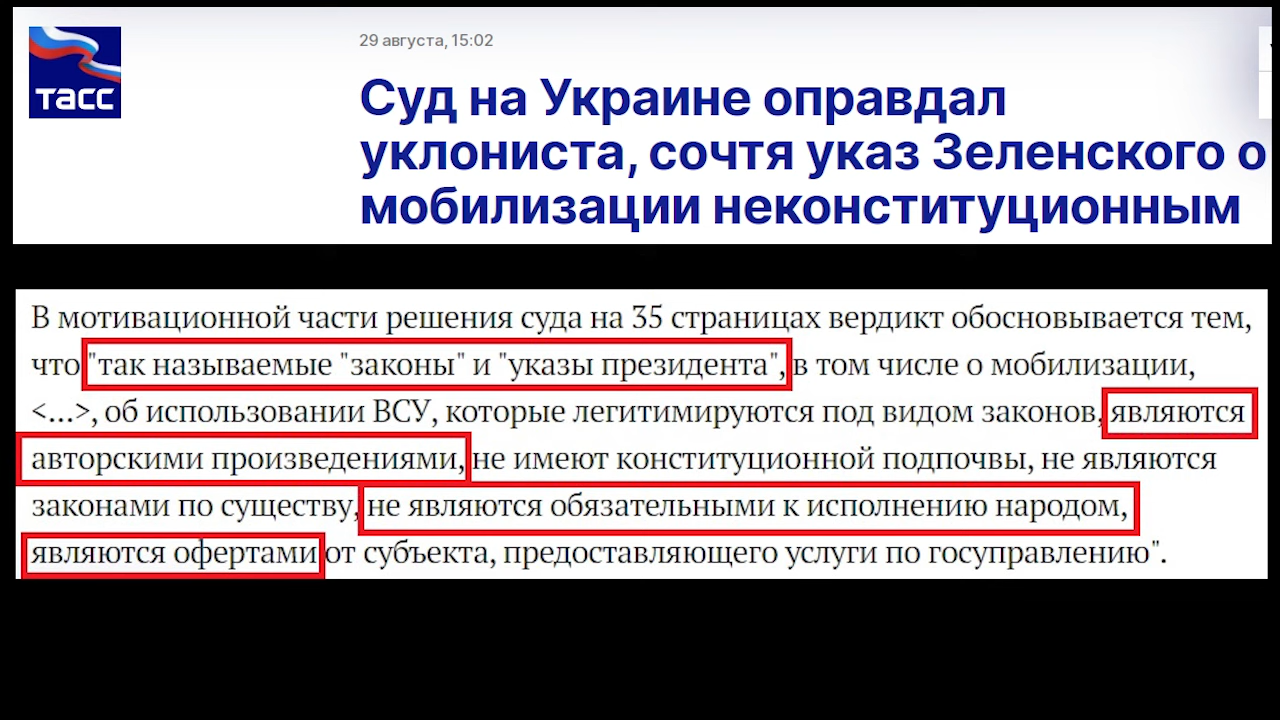 29 августа, 15:02
тасс
Суд на Украине оправдал
уклониста, сочтя указ Зеленского о
мобилизации неконституционным
В мотивационной части решения суда на 35 страницах вердикт обосновывается тем,
что "так называемые "законы" и "указы президента", в том числе о мобилизации,
<...>, об использовании ВСУ, которые легитимируются под видом законов, являются
авторскими произведениями, не имеют конституционной подпочвы, не являются
законами по существу, не являются обязательными к исполнению народом,
являются офертами от субъекта, предоставляющего услуги по госуправлению".